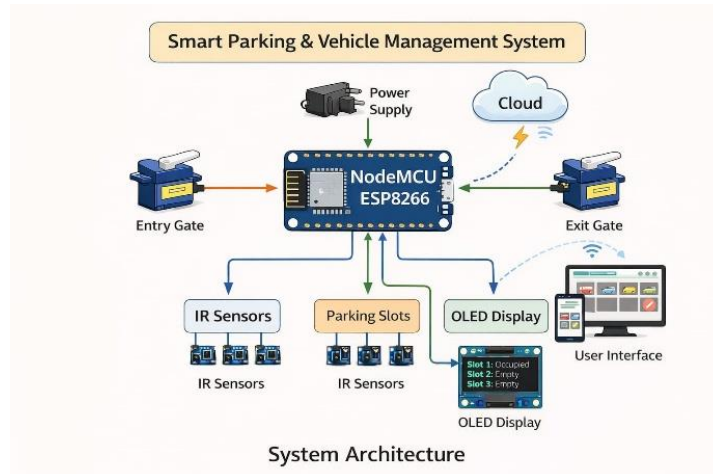 Smart Parking & Vehicle Management System
Power
Supply
Cloud
NodeMCU
ESP8266
Entry Gate
Exit Gate
IR Sensors
Parking Slots
OLED Display
IR Sensors
IR Sensors
Slot 1: Occupied
Slot 2: Empty
Slot 3: Empty
OLED Display
User Interface
System Architecture